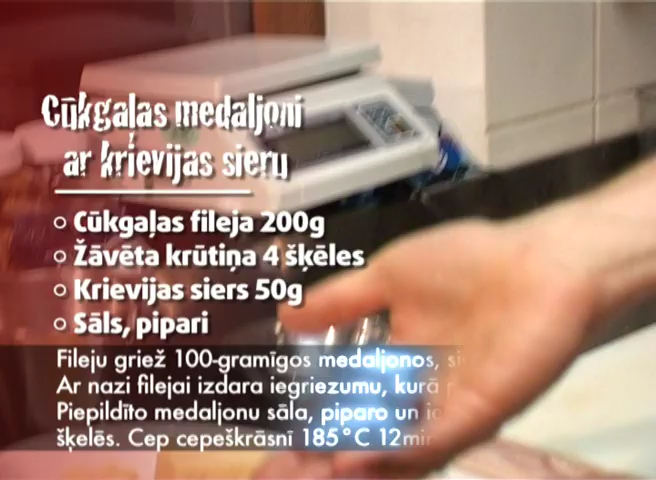 Cūkgaļas medaljoni
ar krievijas sieru
Cūkgaļas fileja 200g
Žāvēta krūtiņa 4 šķēles
Krievijas siers 50g
Sāls, pipari
Fileju griež 100-gramīgos medaljonos,
Ar nazi filejai izdara iegriezumu, kurā
Piepildīto medaljonu sāla, piparo un
šķēlēs. Cep cepeškrāsnī 185°C 12min